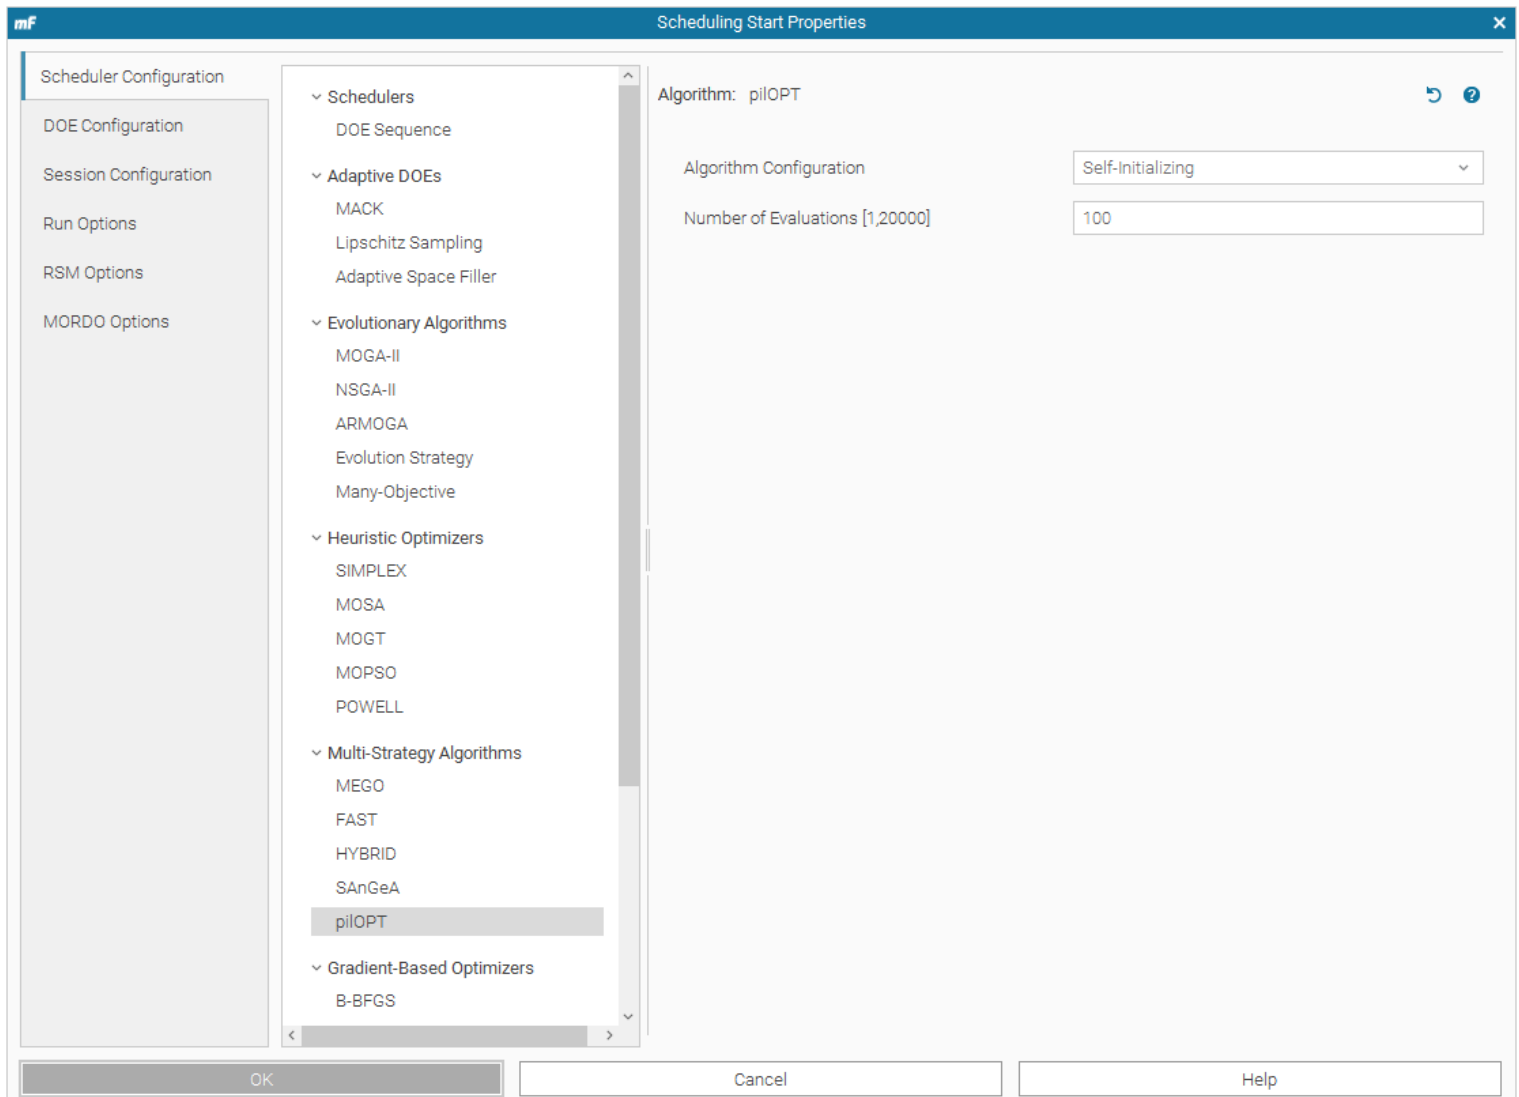 mF
Scheduling Start Properties
Scheduler Configuration
DOE Configuration
Session Configuration
Run Options
RSM Options
MORDO Options
Schedulers
DOE Sequence
Adaptive DOEs
MACK
Lipschitz Sampling
Adaptive Space Filler
Evolutionary Algorithms
MOGA-II
NSGA-II
ARMOGA
Evolution Strategy
Many-Objective
Heuristic Optimizers
SIMPLEX
MOSA
MOGT
MOPSO
POWELL
Multi-Strategy Algorithms
MEGO
FAST
HYBRID
SAnGeA
pilOPT
Gradient-Based Optimizers
B-BFGS
Algorithm: pilOPT
Algorithm Configuration Self-Initializing
Number of Evaluations [1,20000] 100
OK
Cancel
Help